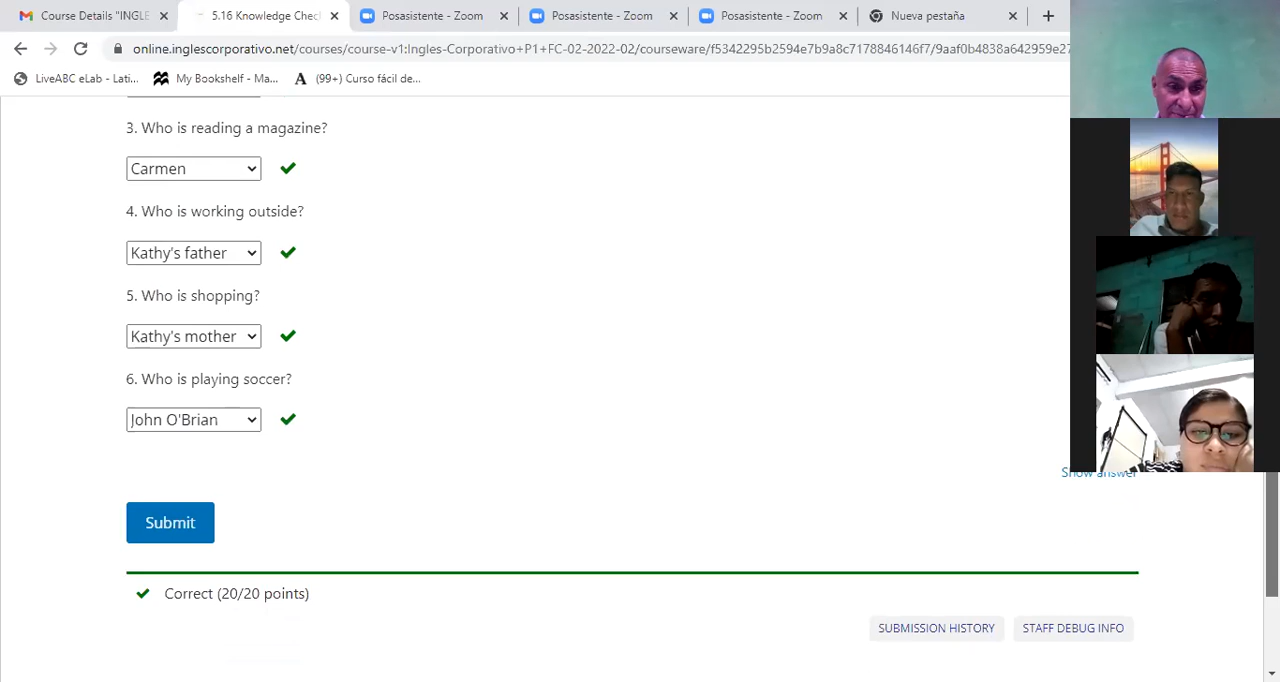 Course Details "INGLE
5.16 Knowledge Chec
Posasistente - Zoom
Posasistente - Zoom
Posasistente - Zoom
Nueva pestaña
online.inglescorporativo.net/courses/course-v1:Ingles-Corporativo+P1+FC-02-2022-02/courseware/f5342295b2594e7b9a8c7178846146f7/9aaf0b4838a642959e27
LiveABC eLab - Lati...
My Bookshelf - Ma...
(99+) Curso fácil de...
3. Who is reading a magazine?
Carmen
4. Who is working outside?
Kathy's father
5. Who is shopping?
Kathy's mother
6. Who is playing soccer?
John O'Brian
Show answer
Submit
Correct (20/20 points)
SUBMISSION HISTORY
STAFF DEBUG INFO